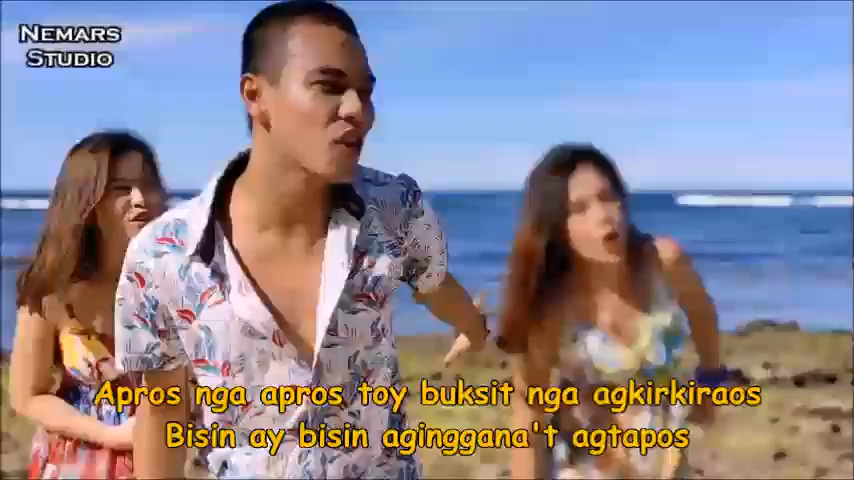 NEMARS
STUDIO
Apros nga apros toy buksit nga agkirkiraos
Bisin ay bisin aginggana't agtapos